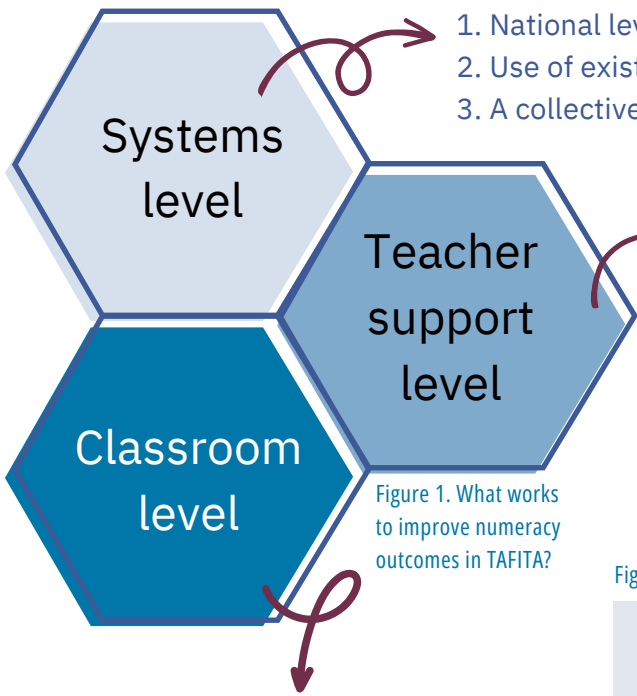 1. National lev
2. Use of exist
3. A collective
Systems
level
Teacher
support
level
Classroom
level
Figure 1. What works
to improve numeracy
outcomes in TAFITA?
Fig